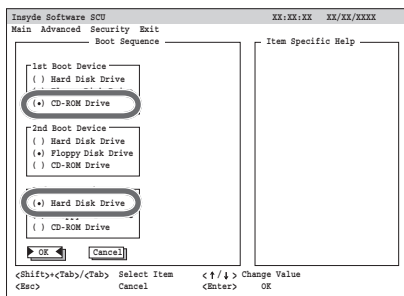 Insyde Software SCU XX:XX:XX XX/XX/XXXX
Main Advanced Security Exit
Boot Sequence
Item Specific Help
1st Boot Device
( ) Hard Disk Drive
(•) CD-ROM Drive
2nd Boot Device
( ) Hard Disk Drive
(•) Floppy Disk Drive
( ) CD-ROM Drive
(•) Hard Disk Drive
( ) CD-ROM Drive
OK Cancel
<Shift>+<Tab>/<Tab> Select Item <↑/↓> Change Value
<Esc> Cancel <Enter> OK